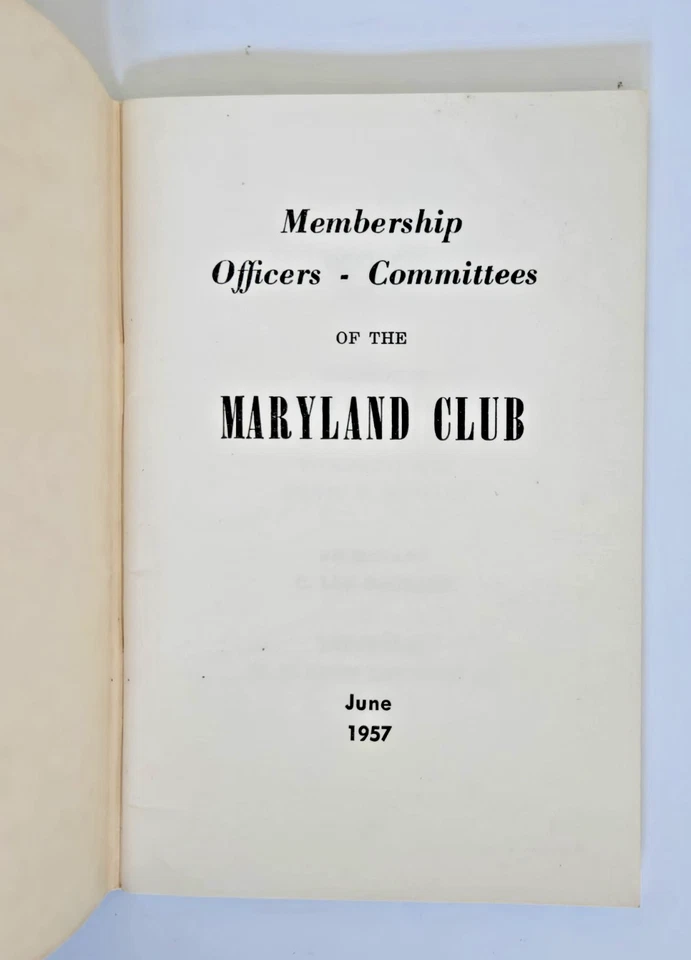 Membership
Officers - Committees
OF THE
MARYLAND CLUB
June
1957